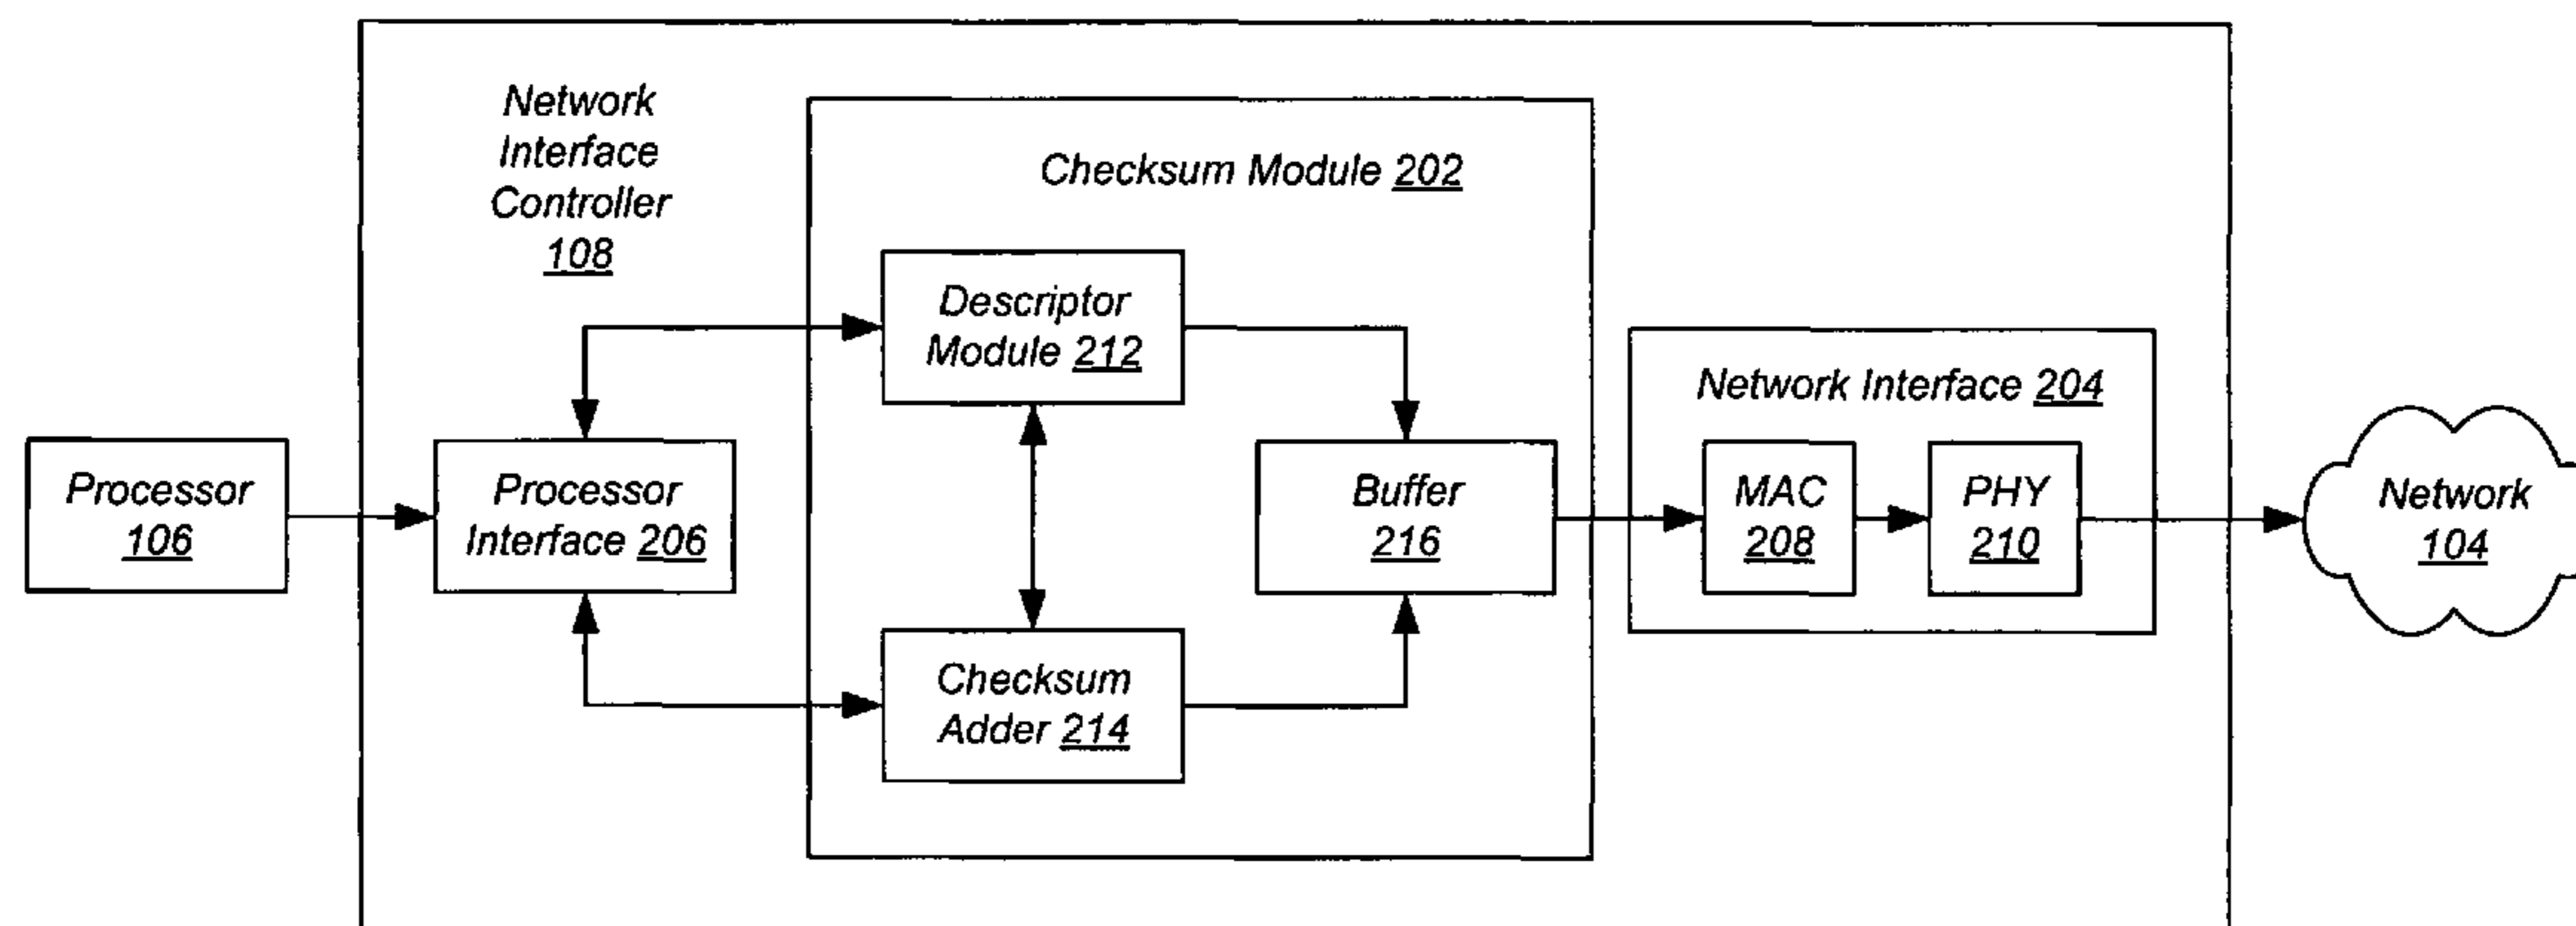 Network
Interface
Controller
108
Checksum Module 202
Descriptor
Module 212
Network Interface 204
Processor
106
Processor
Interface 206
Buffer
216
MAC
208
PHY
210
Network
104
Checksum
Adder 214